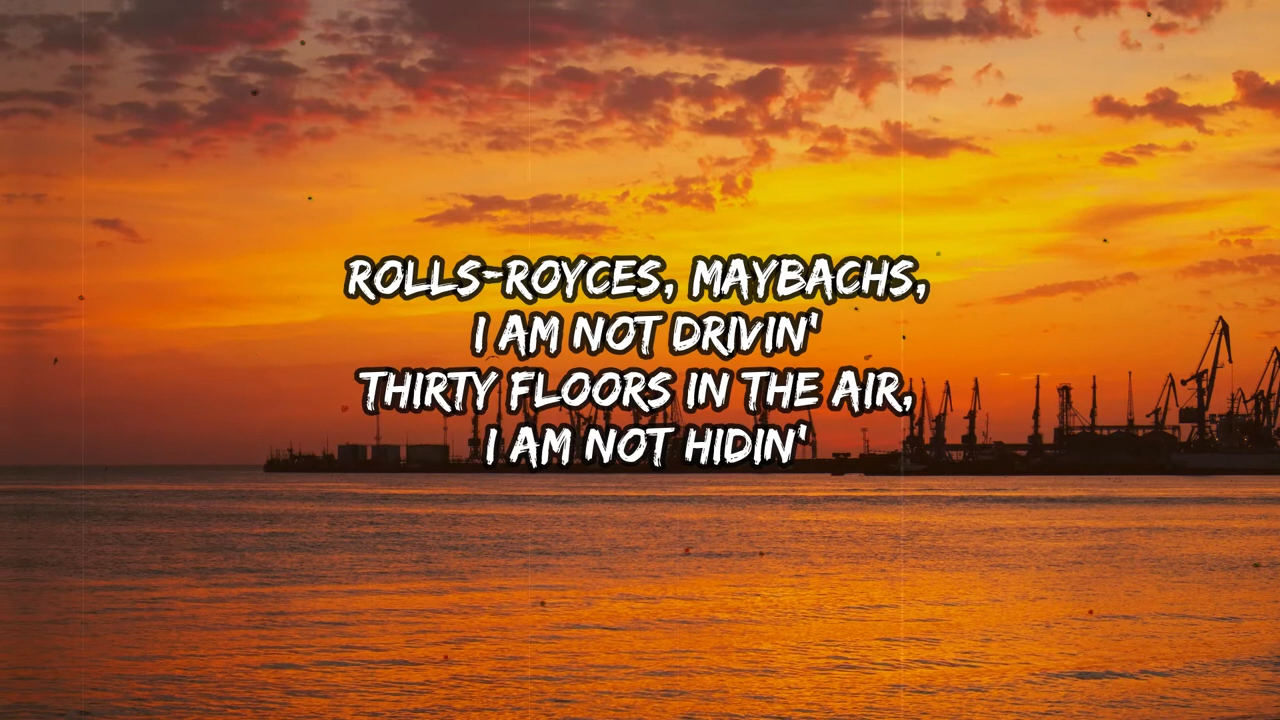 ROLLS-ROYCES, MAYBACHS,
I AM NOT DRIVIN'
THIRTY FLOORS IN THE AIR,
I AM NOT HIDIN'